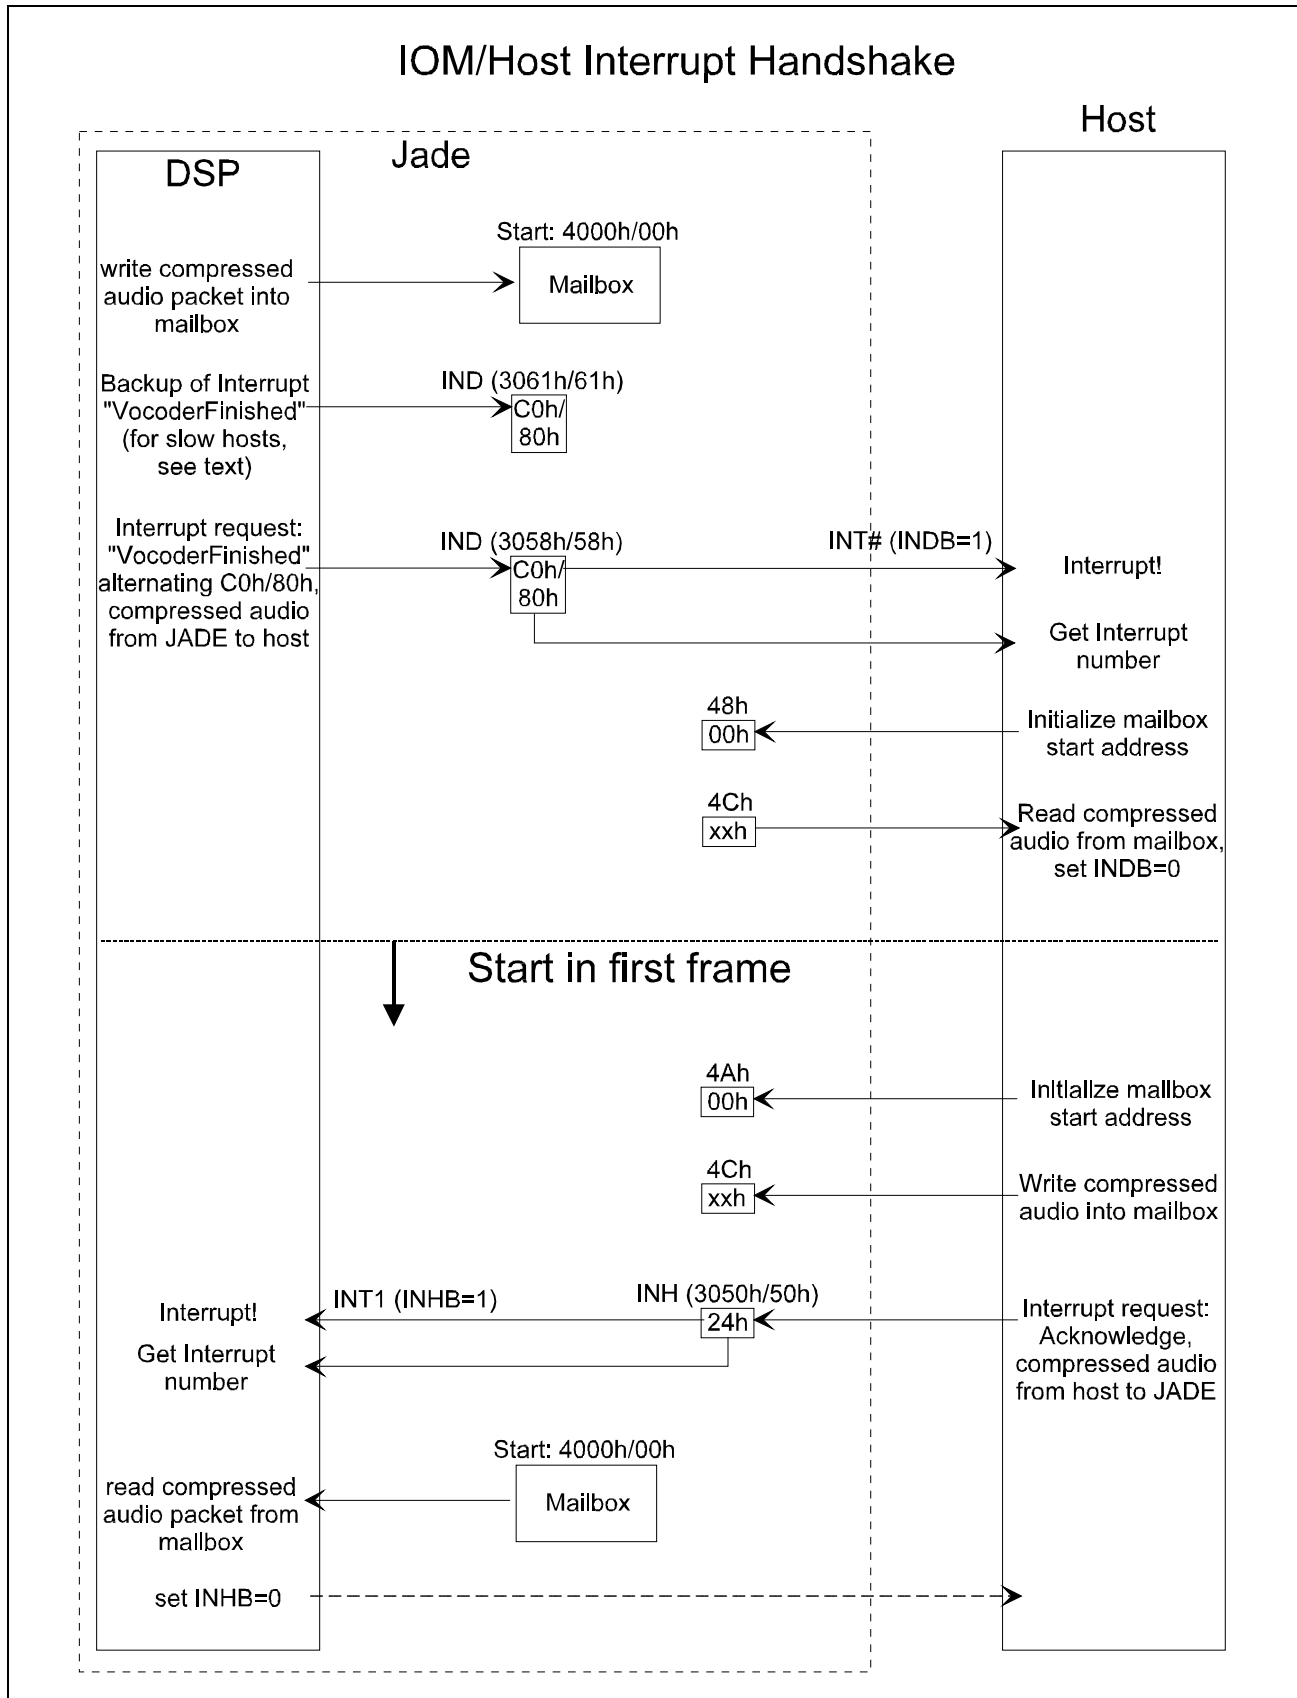 IOM/Host Interrupt Handshake
Host
Jade
DSP
Start: 4000h/00h
write compressed
audio packet into
mailbox
Mailbox
Backup of Interrupt
"VocoderFinished"
(for slow hosts,
see text)
IND (3061h/61h)
C0h/
80h
Interrupt request:
"VocoderFinished"
alternating C0h/80h,
compressed audio
from JADE to host
IND (3058h/58h)
C0h/
80h
INT# (INDB=1)
Interrupt!
Get Interrupt
number
48h
00h
Initialize mailbox
start address
4Ch
xxh
Read compressed
audio from mailbox,
set INDB=0
Start in first frame
4Ah
00h
Initialize mailbox
start address
4Ch
xxh
Write compressed
audio into mailbox
Interrupt!
INT1 (INHB=1)
INH (3050h/50h)
24h
Interrupt request:
Acknowledge,
compressed audio
from host to JADE
Get Interrupt
number
Start: 4000h/00h
read compressed
audio packet from
mailbox
Mailbox
set INHB=0